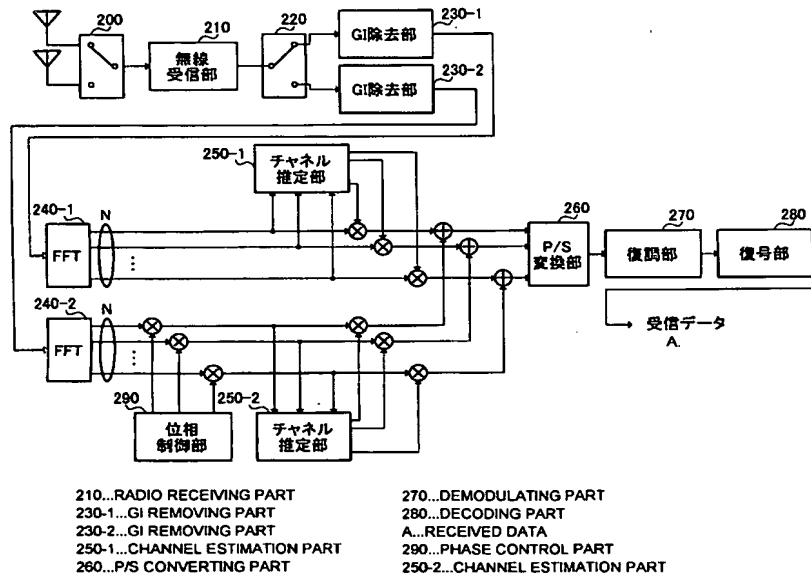 200
210
220
230-1
GI除去部
無線
受信部
230-2
GI除去部
250-1
チャネル
推定部
240-1
N
FFT
260
P/S
変換部
270
復調部
280
復号部
240-2
N
FFT
受信データ
A.
290
位相
制御部
250-2
チャネル
推定部
210...RADIO RECEIVING PART
230-1...GI REMOVING PART
230-2...GI REMOVING PART
250-1...CHANNEL ESTIMATION PART
260...P/S CONVERTING PART
270...DEMODULATING PART
280...DECODING PART
A...RECEIVED DATA
290...PHASE CONTROL PART
250-2...CHANNEL ESTIMATION PART